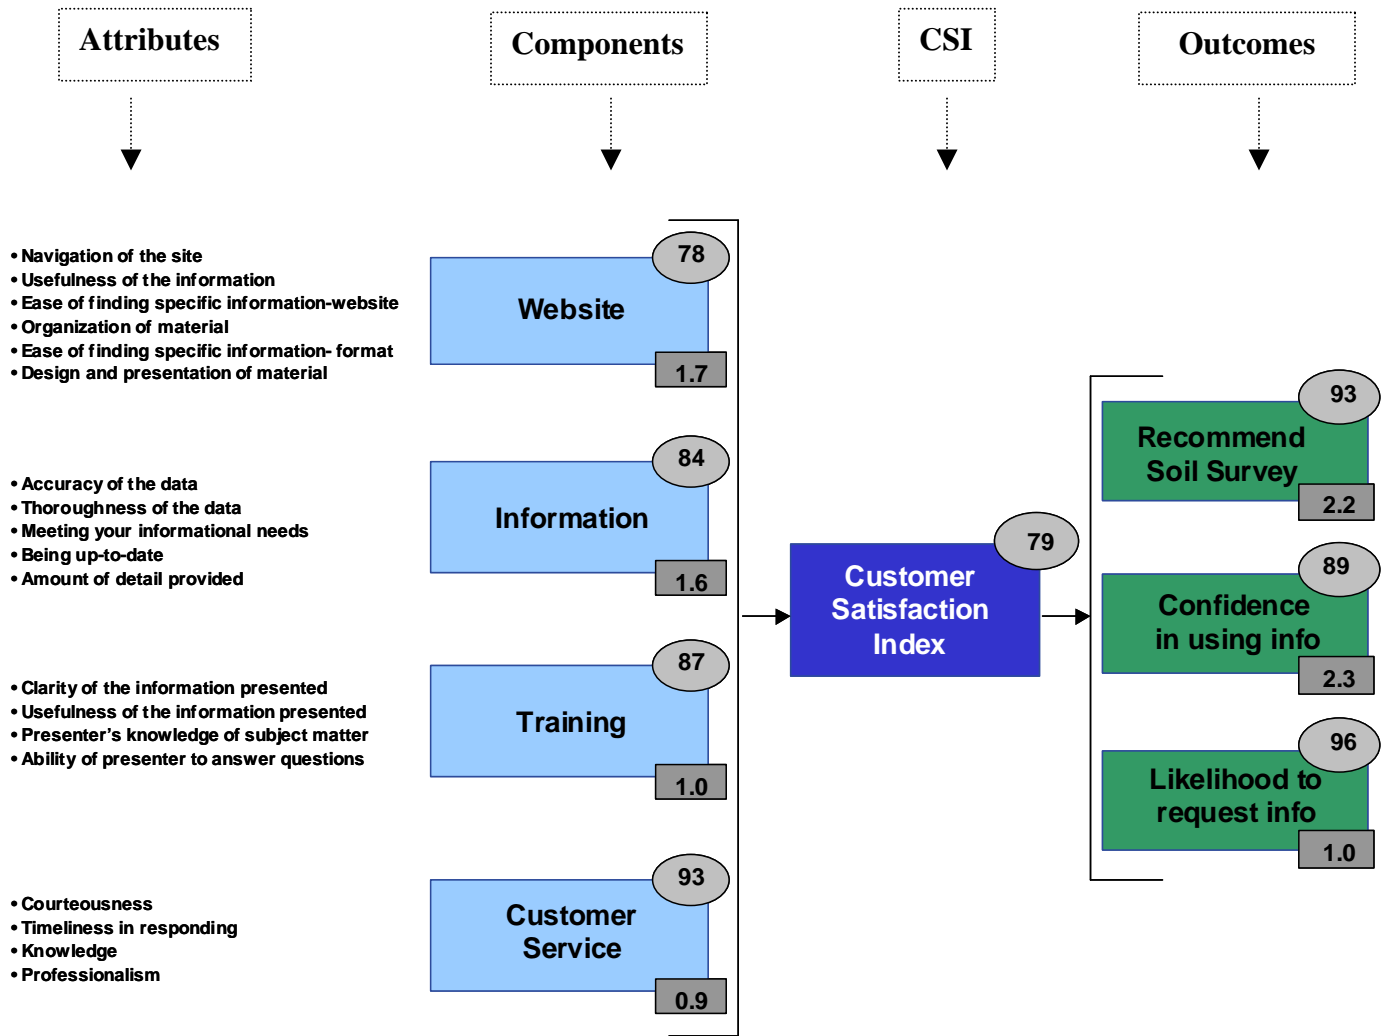 Attributes
Components
CSI
Outcomes
• Navigation of the site
• Usefulness of the information
• Ease of finding specific information-website
• Organization of material
• Ease of finding specific information- format
• Design and presentation of material
78
Website
1.7
• Accuracy of the data
• Thoroughness of the data
• Meeting your informational needs
• Being up-to-date
• Amount of detail provided
84
Information
1.6
• Clarity of the information presented
• Usefulness of the information presented
• Presenter's knowledge of subject matter
• Ability of presenter to answer questions
87
Training
1.0
• Courteousness
• Timeliness in responding
• Knowledge
• Professionalism
93
Customer
Service
0.9
79
Customer
Satisfaction
Index
93
Recommend
Soil Survey
2.2
89
Confidence
in using info
2.3
96
Likelihood to
request info
1.0